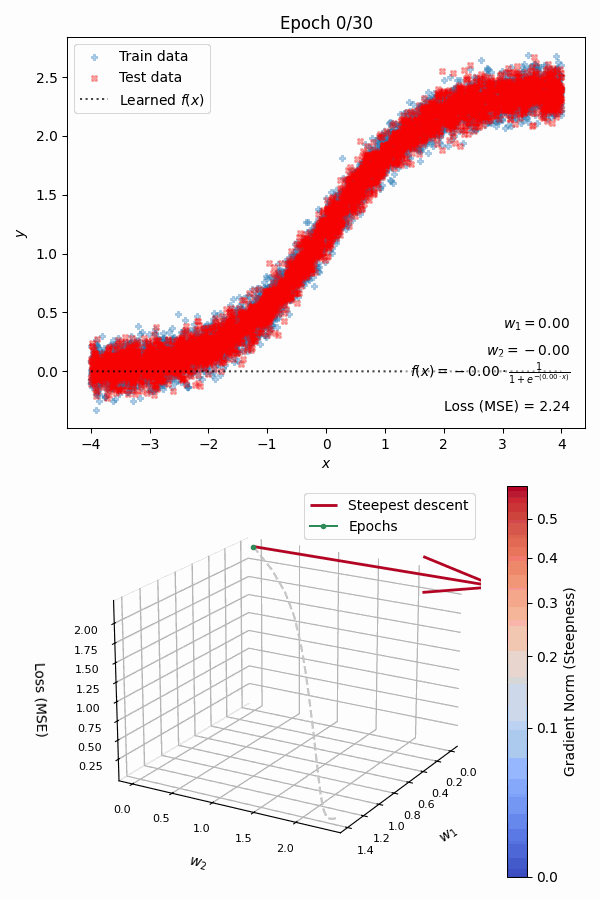 Epoch 0/30
Train data
Test data
Learned f(x)
2.5
2.0
1.5
1.0
0.5
0.0
y
w₁ = 0.00
w₂ = −0.00
f(x) = −0.00 · 1 / (1 + e^−(0.00 · x))
Loss (MSE) = 2.24
−4 −3 −2 −1 0 1 2 3 4
x
Steepest descent
Epochs
2.00
1.75
1.50
1.25
1.00
0.75
0.50
0.25
Loss (MSE)
0.0 0.5 1.0 1.5 2.0
w₂
0.0
0.2
0.4
0.6
0.8
1.0
1.2
1.4
w₁
0.5
0.4
0.3
0.2
0.1
0.0
Gradient Norm (Steepness)